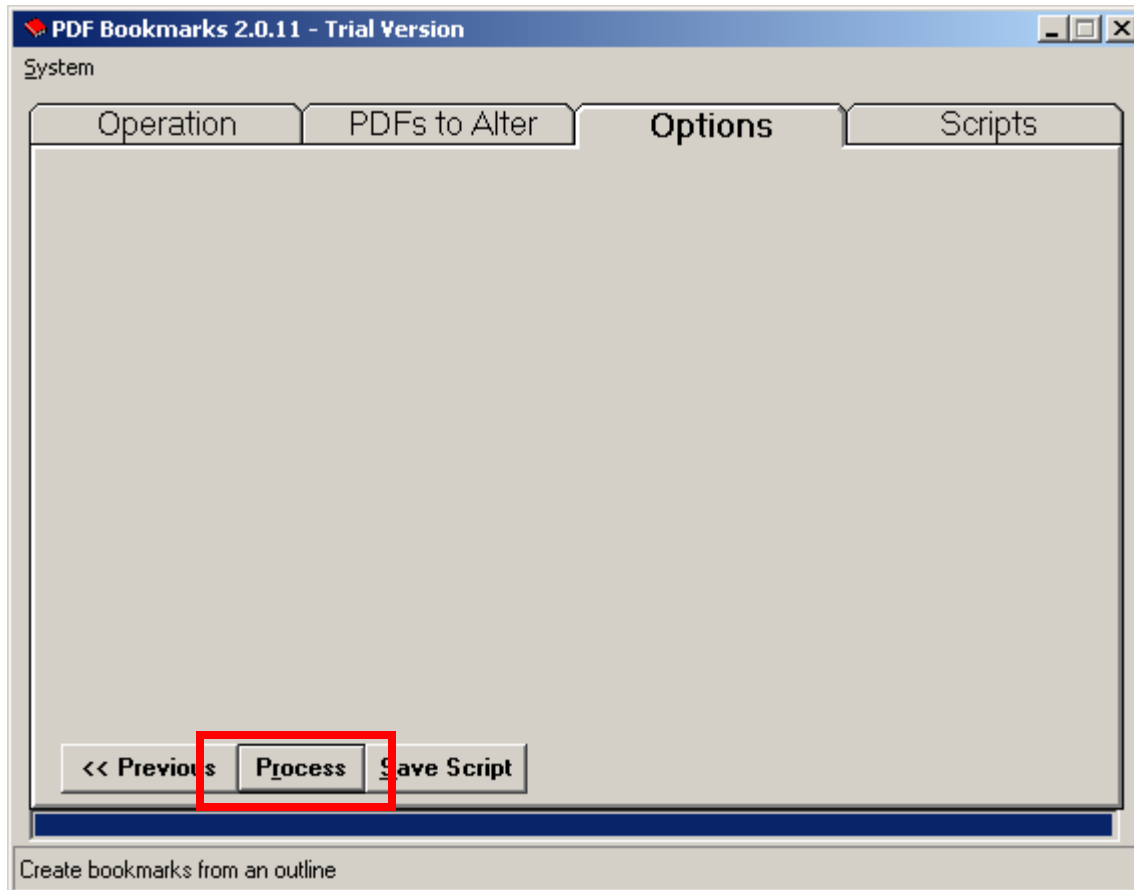 PDF Bookmarks 2.0.11 - Trial Version
System
Operation PDFs to Alter Options Scripts
<< Previous Process Save Script
Create bookmarks from an outline